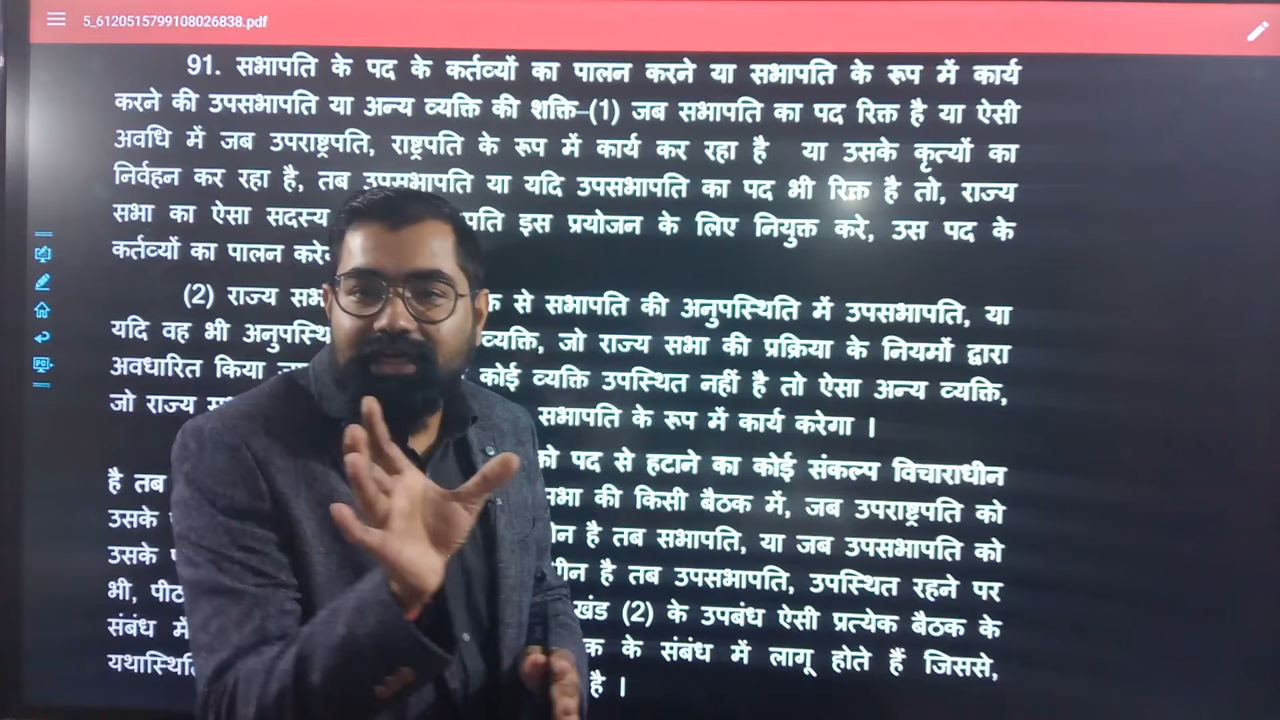 5_6120515799108026838.pdf
91. सभापति के पद के कर्तव्यों का पालन करने या सभापति के रूप में कार्य
करने की उपसभापति या अन्य व्यक्ति की शक्ति–(1) जब सभापति का पद रिक्त है या ऐसी
अवधि में जब उपराष्ट्रपति, राष्ट्रपति के रूप में कार्य कर रहा है या उसके कृत्यों का
निर्वहन कर रहा है, तब उपसभापति या यदि उपसभापति का पद भी रिक्त है तो, राज्य
सभा का ऐसा सदस्य पति इस प्रयोजन के लिए नियुक्त करे, उस पद के
कर्तव्यों का पालन करे
(2) राज्य सभ से सभापति की अनुपस्थिति में उपसभापति, या
यदि वह भी अनुपस्थि व्यक्ति, जो राज्य सभा की प्रक्रिया के नियमों द्वारा
अवधारित किया कोई व्यक्ति उपस्थित नहीं है तो ऐसा अन्य व्यक्ति,
जो राज्य सभापति के रूप में कार्य करेगा ।
को पद से हटाने का कोई संकल्प विचाराधीन
है तब सभा की किसी बैठक में, जब उपराष्ट्रपति को
उसके है तब सभापति, या जब उपसभापति को
उसके है तब उपसभापति, उपस्थित रहने पर
भी, पीठ खंड (2) के उपबंध ऐसी प्रत्येक बैठक के
संबंध में के संबंध में लागू होते हैं जिससे,
यथास्थिति है ।
PC